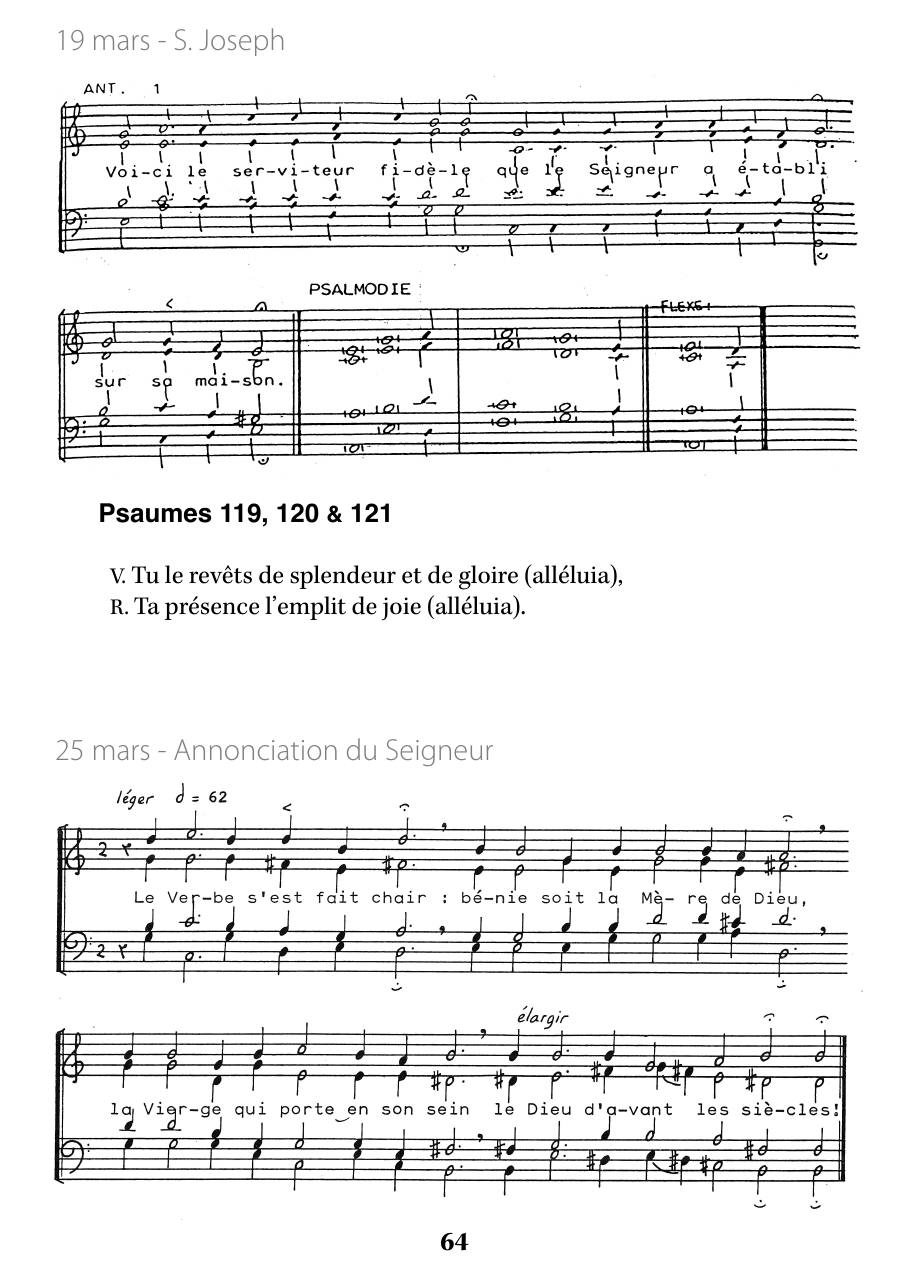 19 mars - S. Joseph
ANT. 1
Voi-ci le ser-vi-teur fi-dè-le que le Seigneur a é-ta-bli
PSALMODIE
FLEXE:
sur sa mai-son.
Psaumes 119, 120 & 121
V. Tu le revêts de splendeur et de gloire (alléluia),
R. Ta présence l'emplit de joie (alléluia).
25 mars - Annonciation du Seigneur
léger = 62
Le Ver-be s'est fait chair : bé-nie soit la Mè- re de Dieu,
élargir
la Vier-ge qui porte en son sein le Dieu d'a-vant les siè-cles!
64